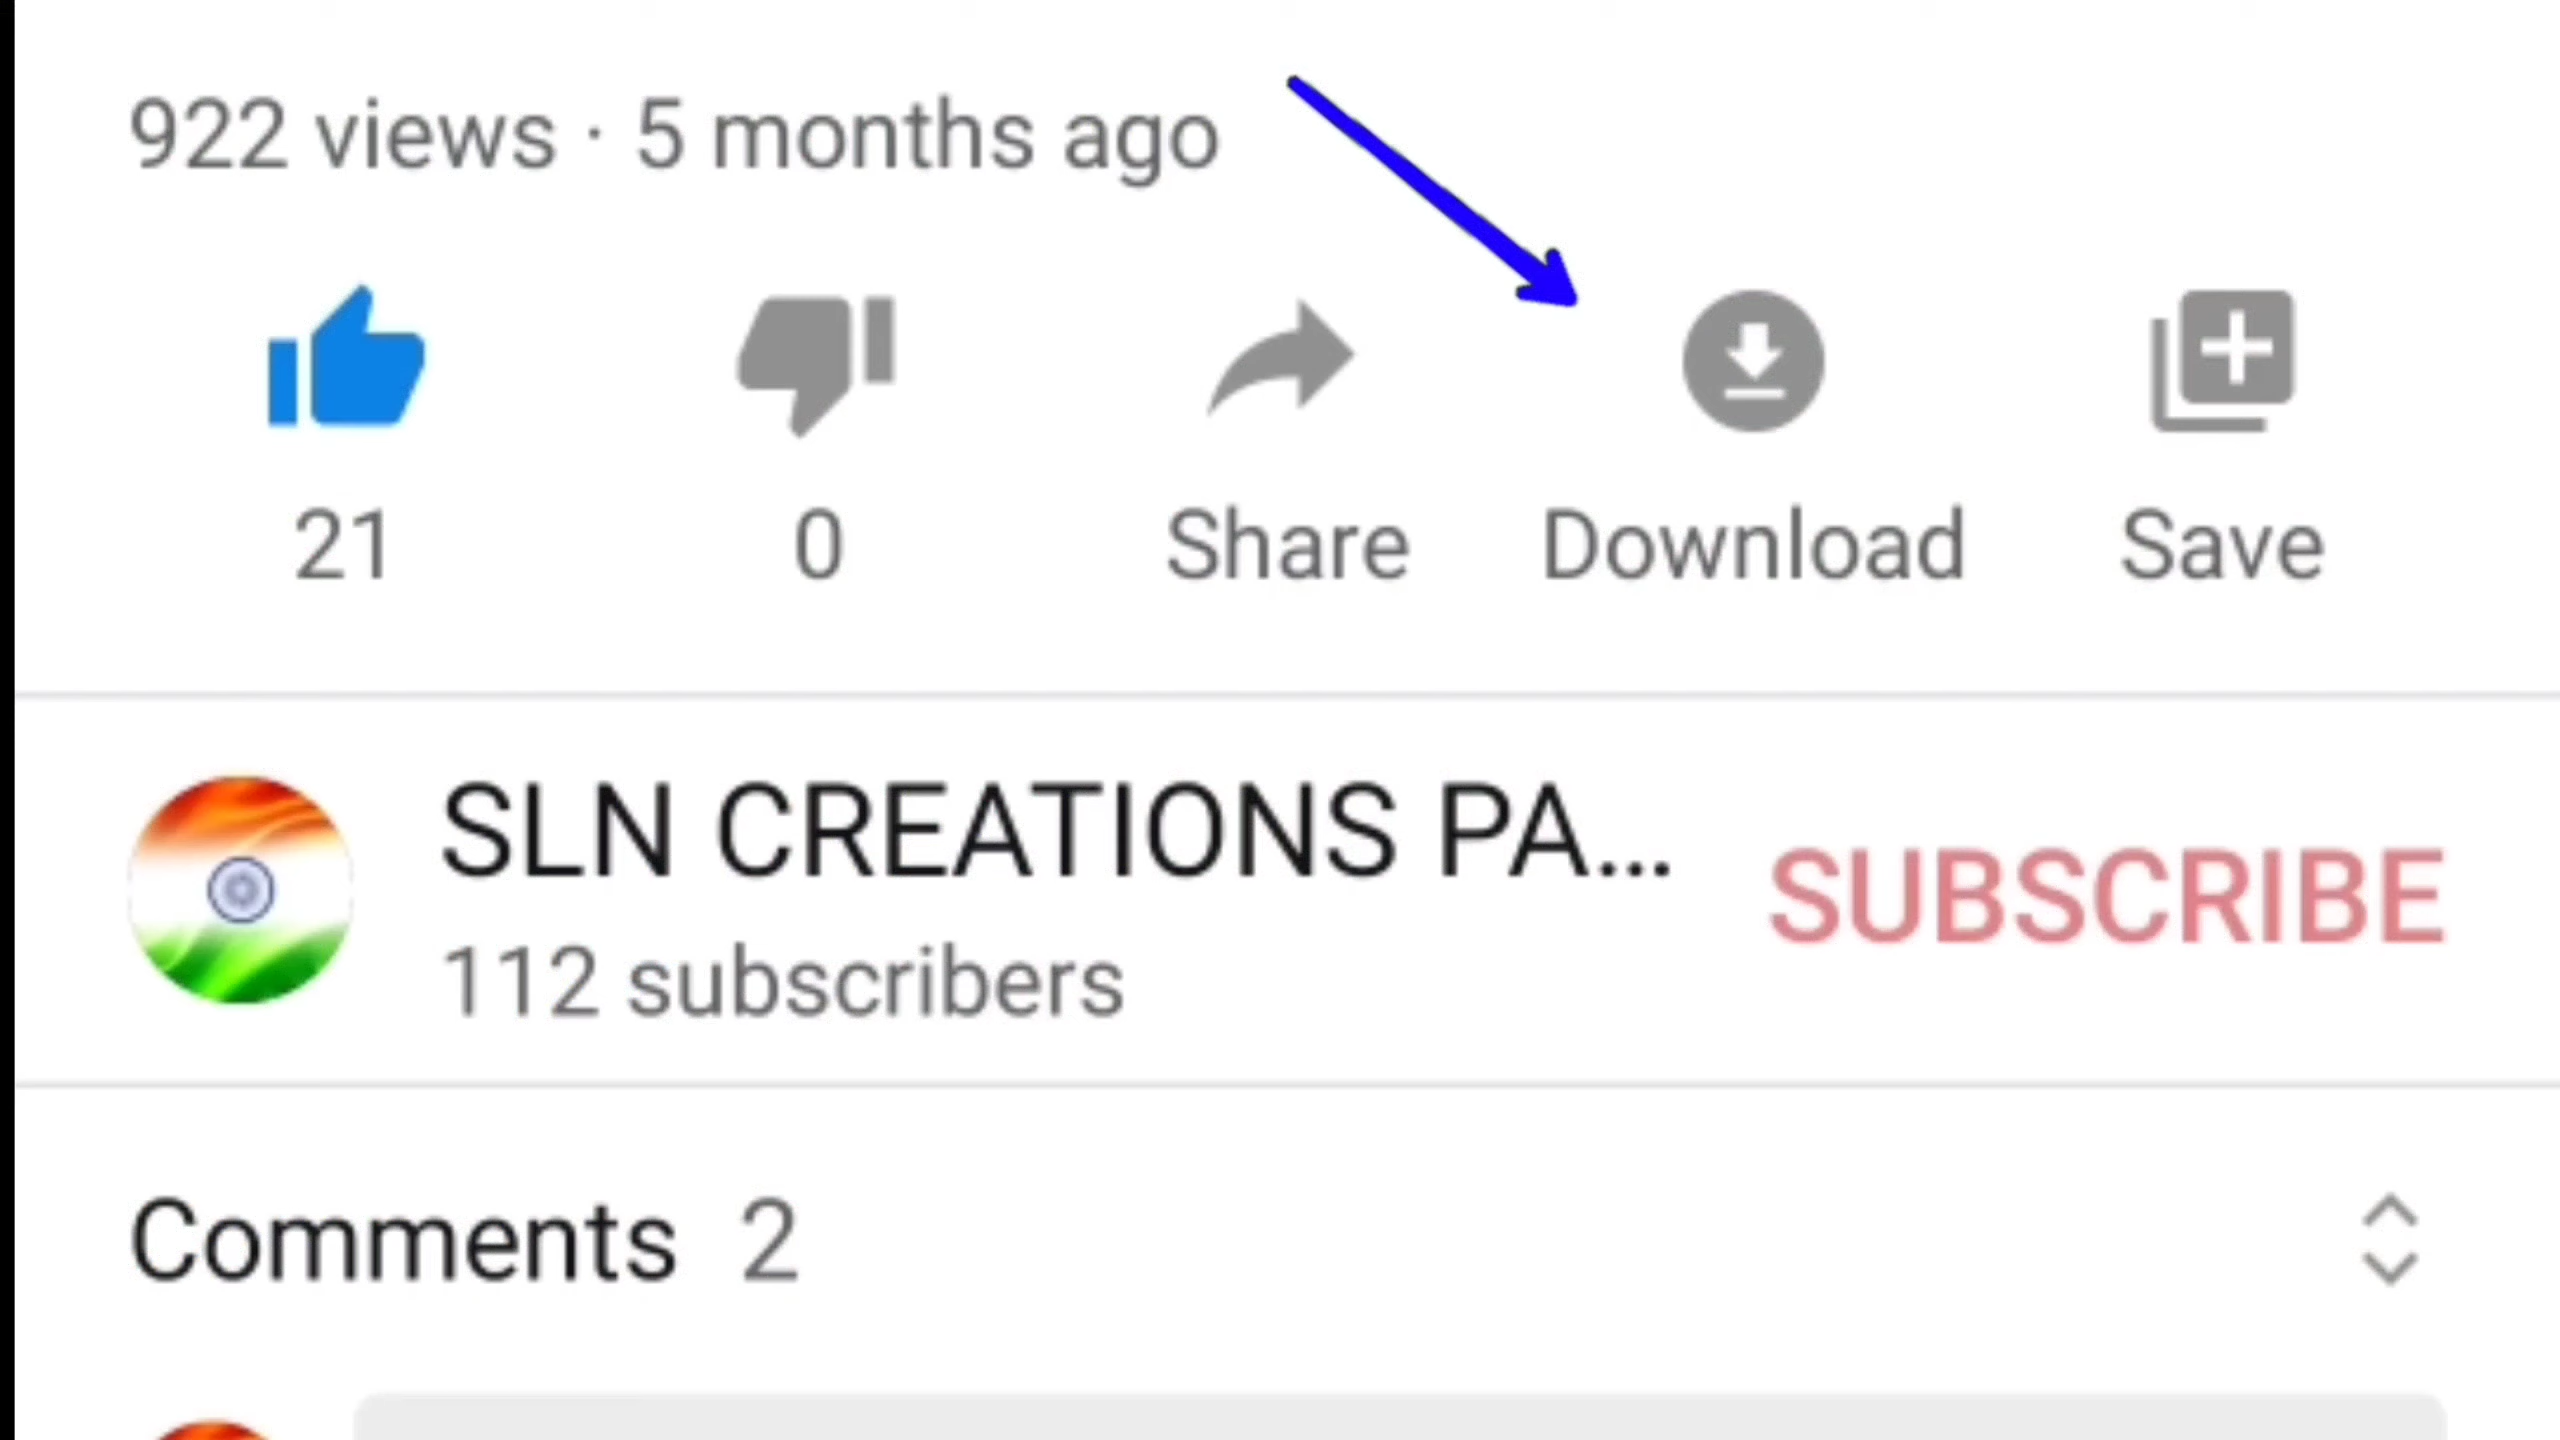 922 views · 5 months ago
21
0
Share
Download
Save
SLN CREATIONS PA...
SUBSCRIBE
112 subscribers
Comments 2